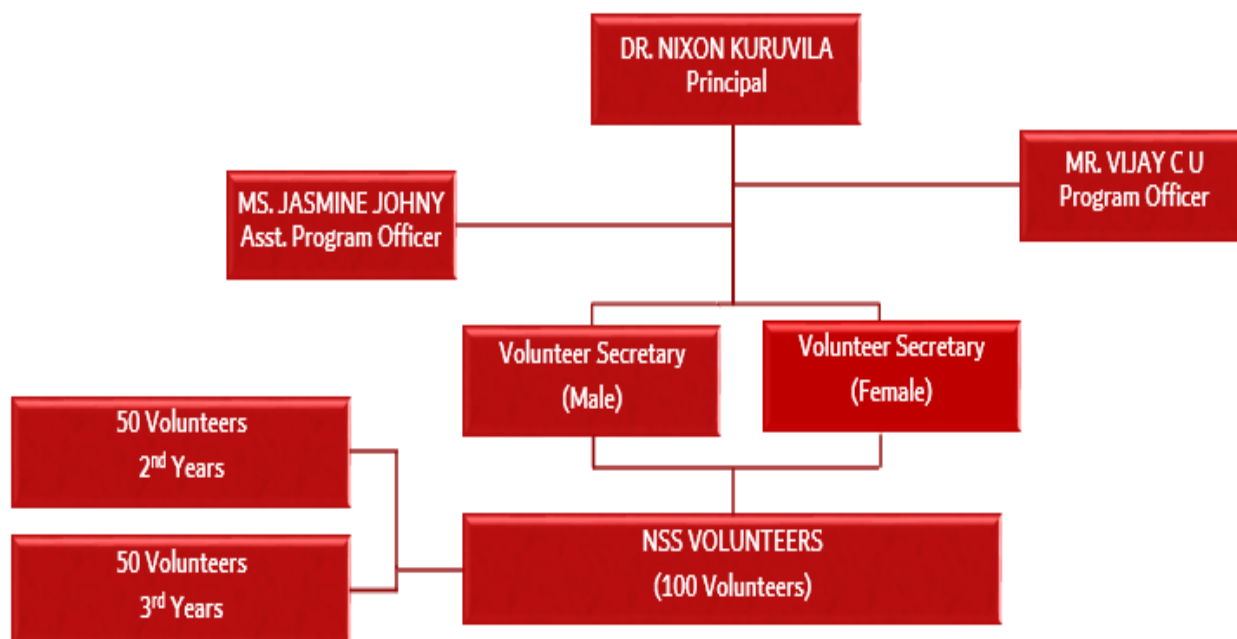 DR. NIXON KURUVILA
Principal
MR. VIJAY C U
Program Officer
MS. JASMINE JOHNY
Asst. Program Officer
Volunteer Secretary
(Male)
Volunteer Secretary
(Female)
50 Volunteers
2nd Years
50 Volunteers
3rd Years
NSS VOLUNTEERS
(100 Volunteers)